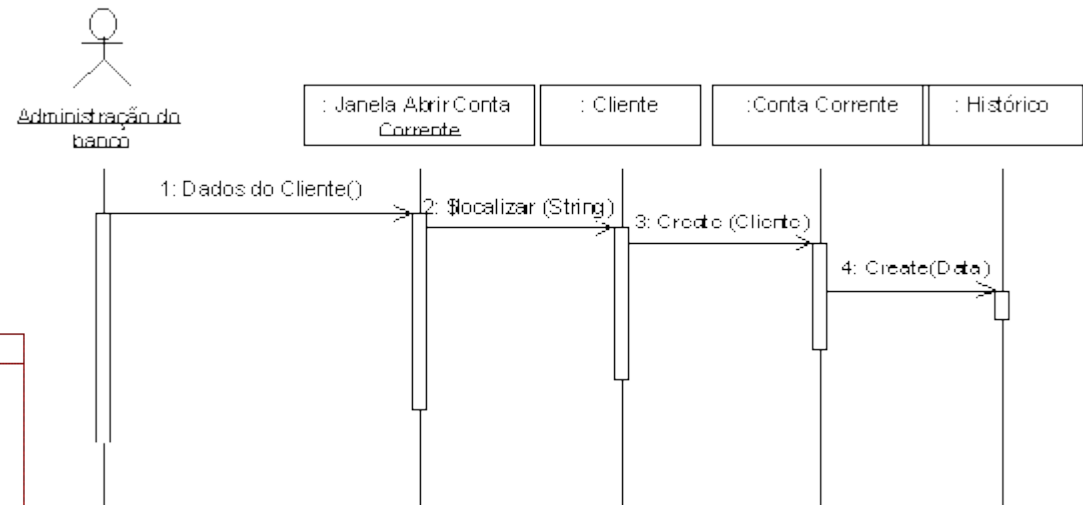 : Janela Abrir Conta
Corrente
: Cliente
:Conta Corrente
: Histórico
Administração do
banco
1: Dados do Cliente()
2: $localizar (String)
3: Create (Cliente)
4: Create(Data)